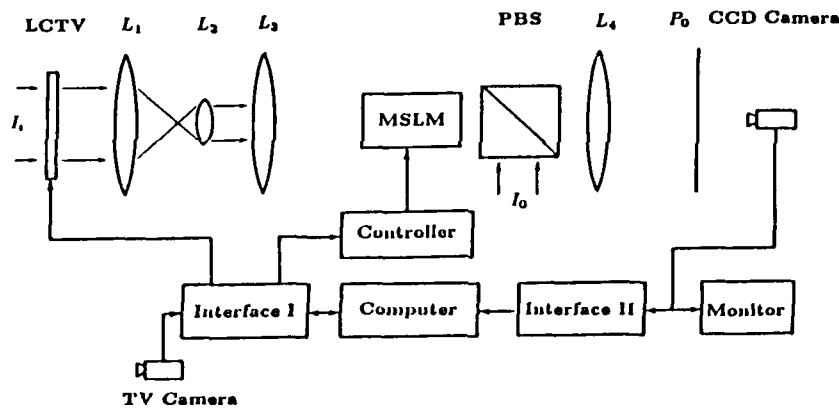 LCTV L₁ L₂ L₃ PBS L₄ P₀ CCD Camera
Iᵢ
MSLM
I₀
Controller
Interface I Computer Interface II Monitor
TV Camera